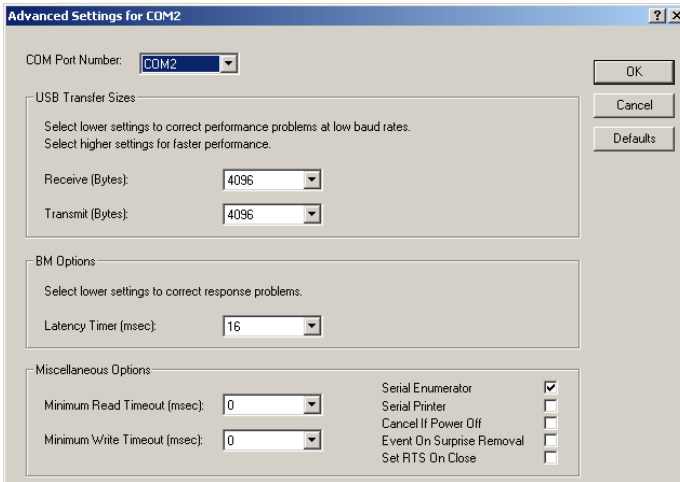 Advanced Settings for COM2
COM Port Number: COM2
OK
Cancel
Defaults
USB Transfer Sizes
Select lower settings to correct performance problems at low baud rates.
Select higher settings for faster performance.
Receive (Bytes): 4096
Transmit (Bytes): 4096
BM Options
Select lower settings to correct response problems.
Latency Timer (msec): 16
Miscellaneous Options
Minimum Read Timeout (msec): 0
Minimum Write Timeout (msec): 0
Serial Enumerator
Serial Printer
Cancel If Power Off
Event On Surprise Removal
Set RTS On Close